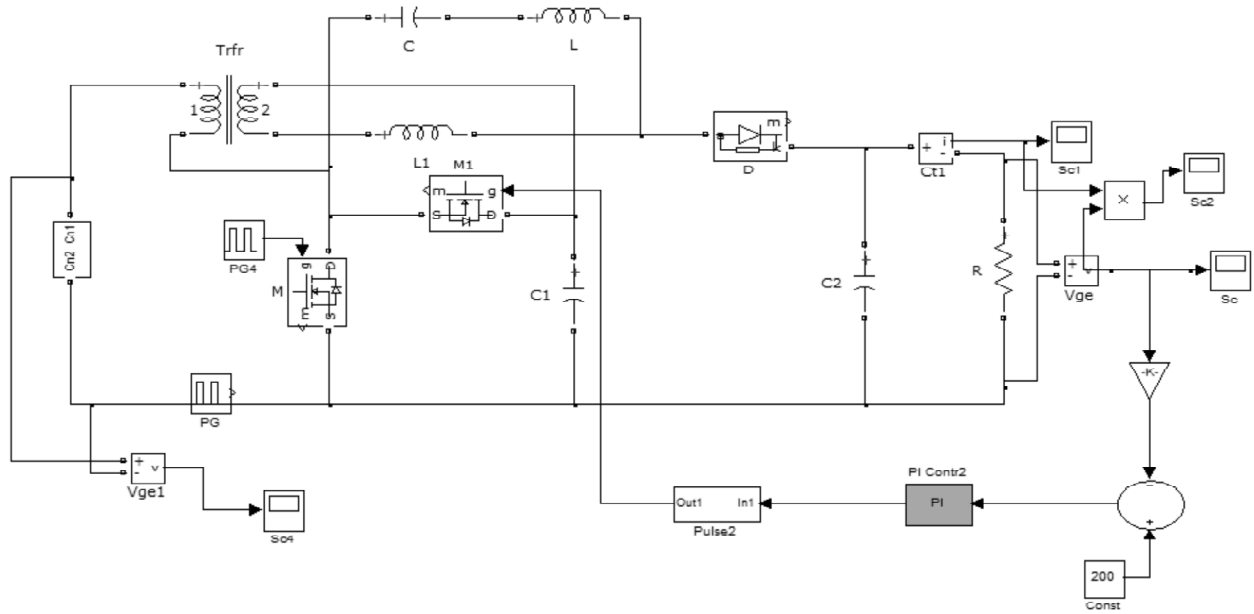 C
L
Trfr
1
2
L1
M1
m
g
S
D
m
k
D
i
+
-
Ct1
Sc1
×
Sc2
Cn1
Cn2
PG4
g
D
M
m
s
C1
C2
R
+
-
v
Vge
Sc
-K-
PG
+
-
v
Vge1
Sc4
PI Contr2
Out1
In1
PI
Pulse2
+
200
Const